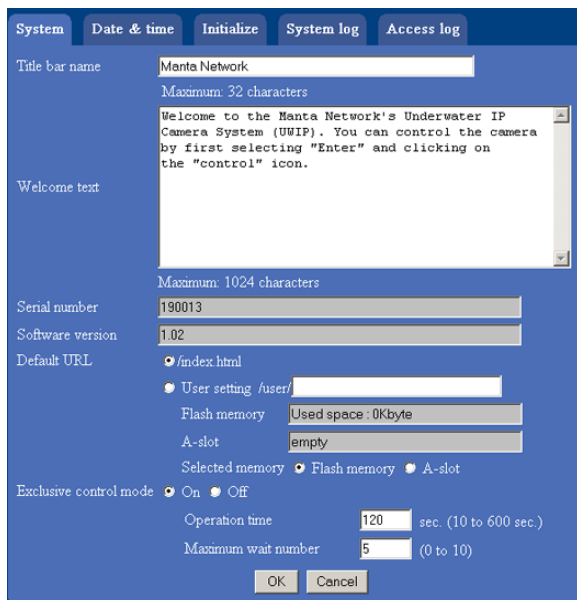 System Date & time Initialize System log Access log
Title bar name Manta Network
Maximum: 32 characters
Welcome to the Manta Network's Underwater IP
Camera System (UWIP). You can control the camera
by first selecting "Enter" and clicking on
the "control" icon.
Welcome text
Maximum: 1024 characters
Serial number 190013
Software version 1.02
Default URL /index.html
User setting /user/
Flash memory Used space : 0Kbyte
A-slot empty
Selected memory Flash memory A-slot
Exclusive control mode On Off
Operation time 120 sec. (10 to 600 sec.)
Maximum wait number 5 (0 to 10)
OK Cancel